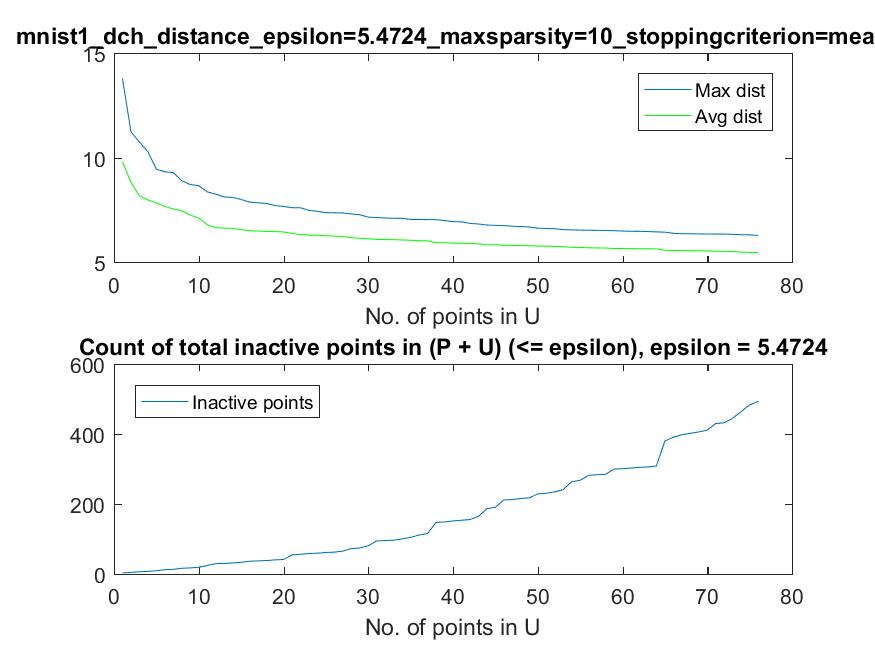 mnist1_dch_distance_epsilon=5.4724_maxsparsity=10_stoppingcriterion=mea
15
10
5
Max dist
Avg dist
0 10 20 30 40 50 60 70 80
No. of points in U
Count of total inactive points in (P + U) (<= epsilon), epsilon = 5.4724
600
400
200
0
Inactive points
0 10 20 30 40 50 60 70 80
No. of points in U